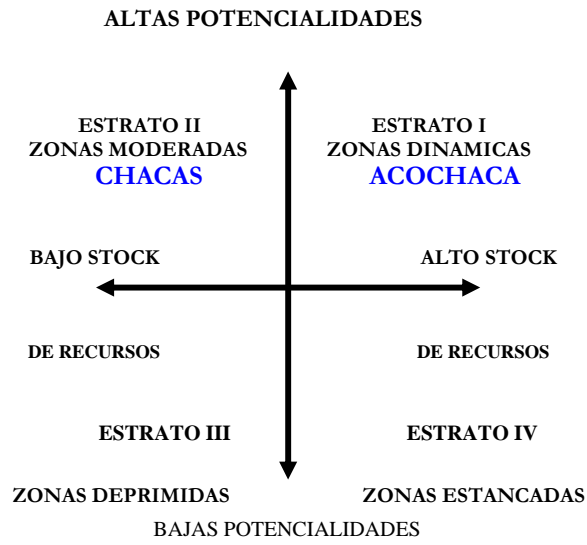 ALTAS POTENCIALIDADES
ESTRATO II
ZONAS MODERADAS
CHACAS
ESTRATO I
ZONAS DINAMICAS
ACOCHACA
BAJO STOCK
ALTO STOCK
DE RECURSOS
DE RECURSOS
ESTRATO III
ESTRATO IV
ZONAS DEPRIMIDAS
ZONAS ESTANCADAS
BAJAS POTENCIALIDADES